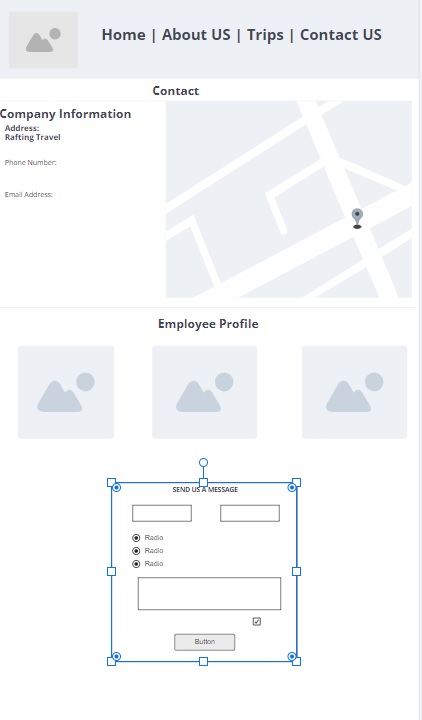 Home | About US | Trips | Contact US
Contact
Company Information
Address:
Rafting Travel
Phone Number:
Email Address:
Employee Profile
SEND US A MESSAGE
Radio
Radio
Radio
Button